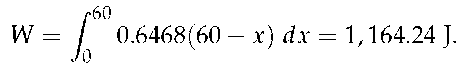 W = ∫₀⁶⁰ 0.6468(60 − x) dx = 1,164.24 J.